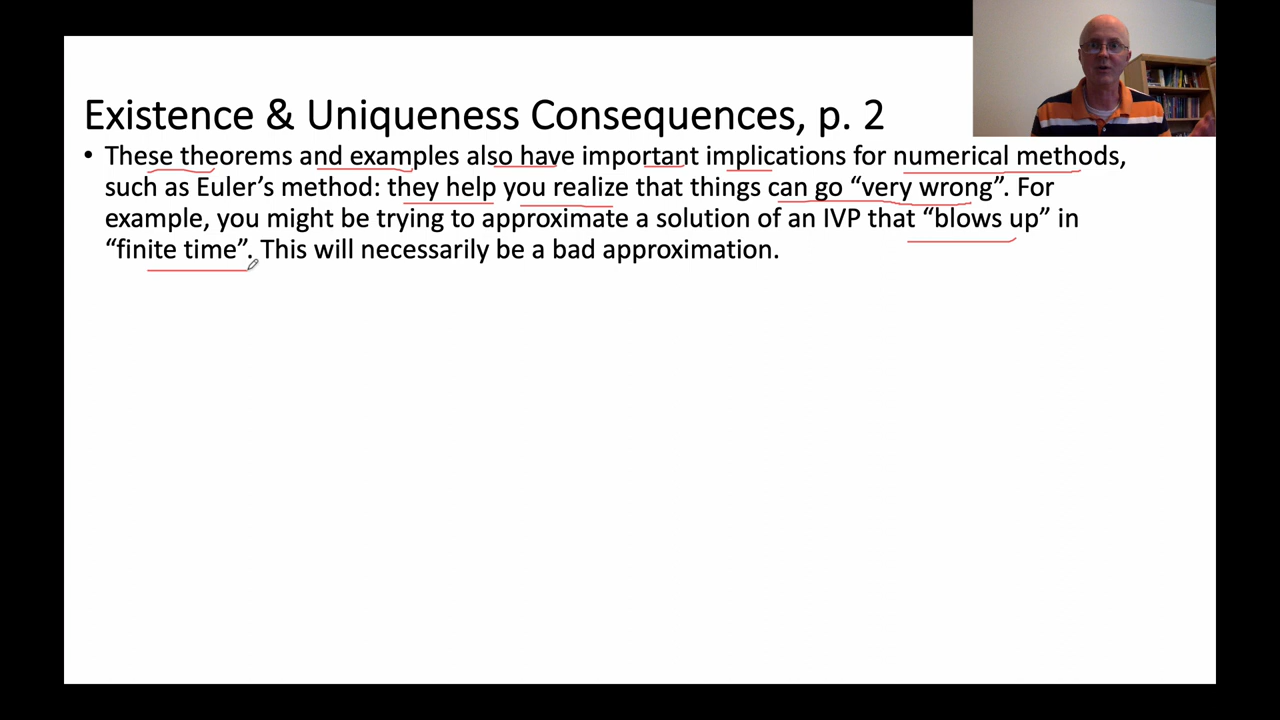 Existence & Uniqueness Consequences, p. 2
• These theorems and examples also have important implications for numerical methods,
such as Euler’s method: they help you realize that things can go “very wrong”. For
example, you might be trying to approximate a solution of an IVP that “blows up” in
“finite time”. This will necessarily be a bad approximation.